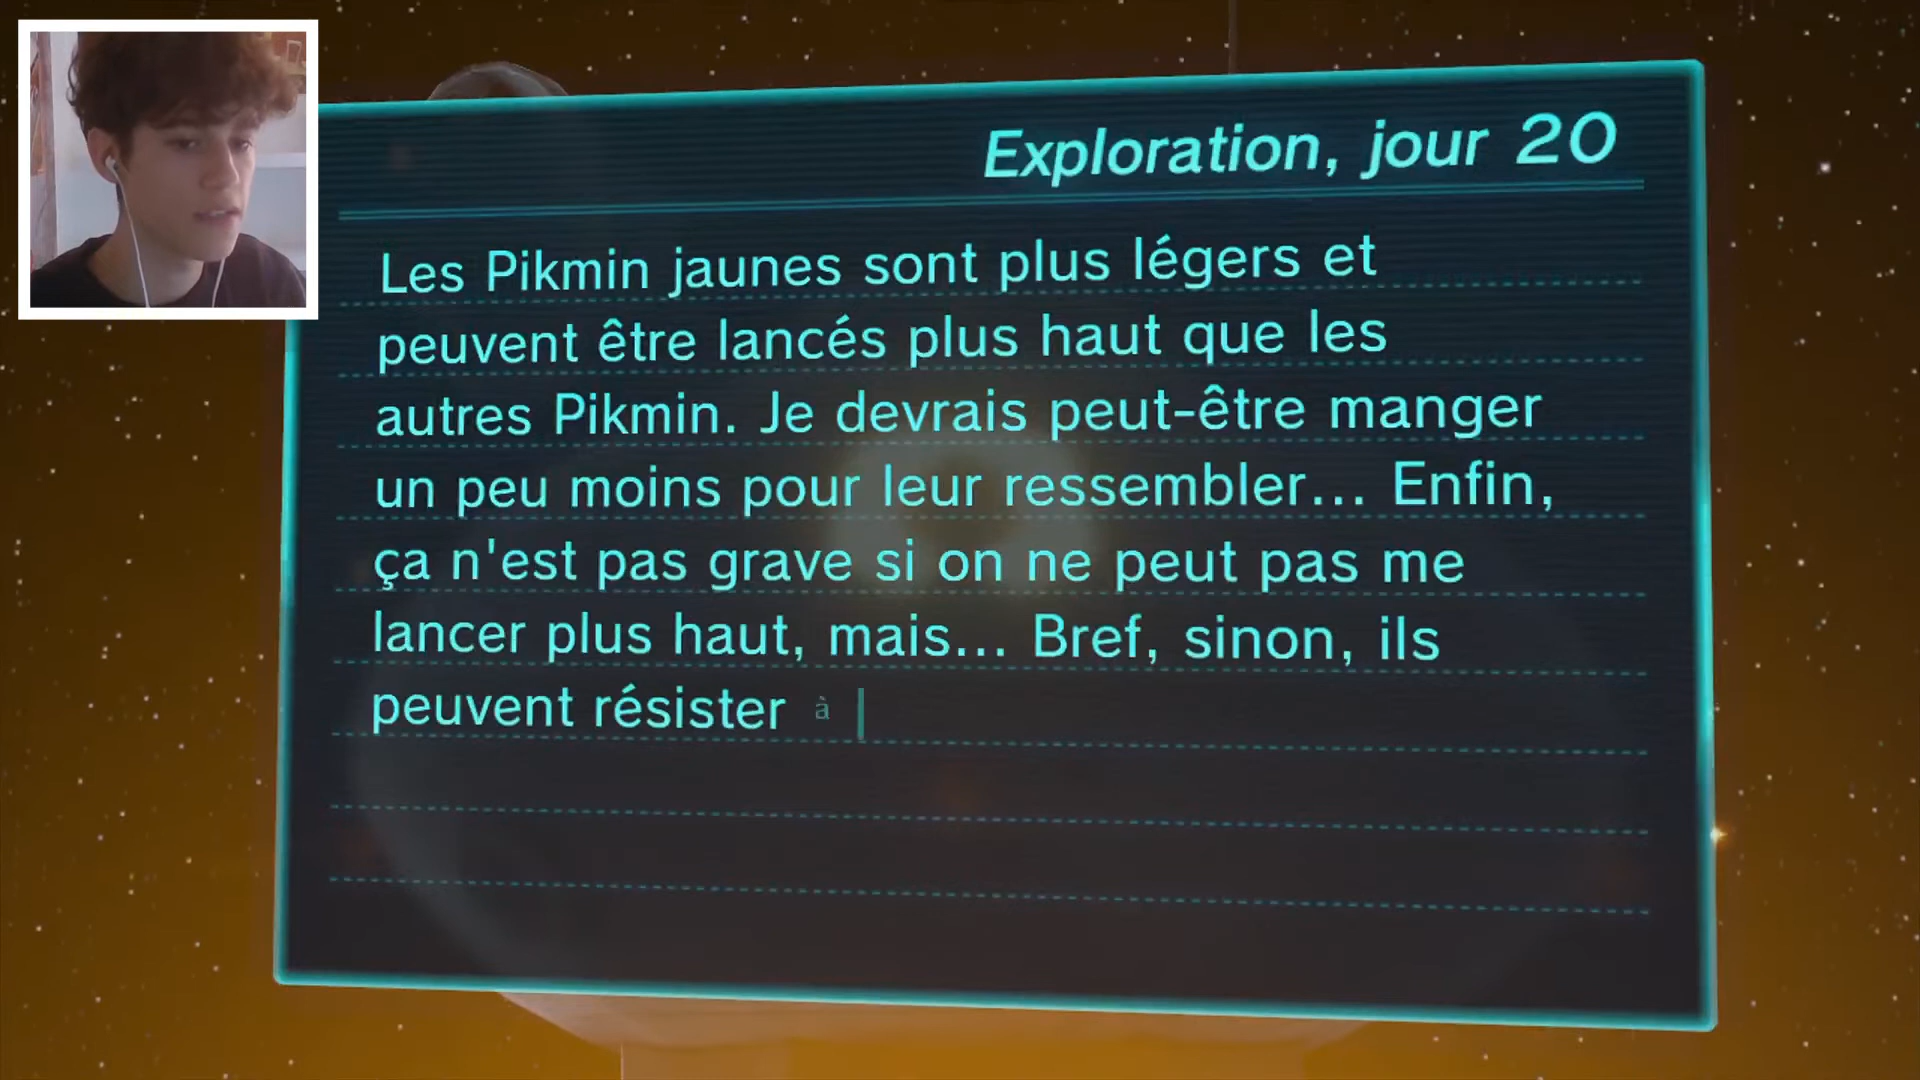 Exploration, jour 20
Les Pikmin jaunes sont plus légers et
peuvent être lancés plus haut que les
autres Pikmin. Je devrais peut-être manger
un peu moins pour leur ressembler... Enfin,
ça n'est pas grave si on ne peut pas me
lancer plus haut, mais... Bref, sinon, ils
peuvent résister à